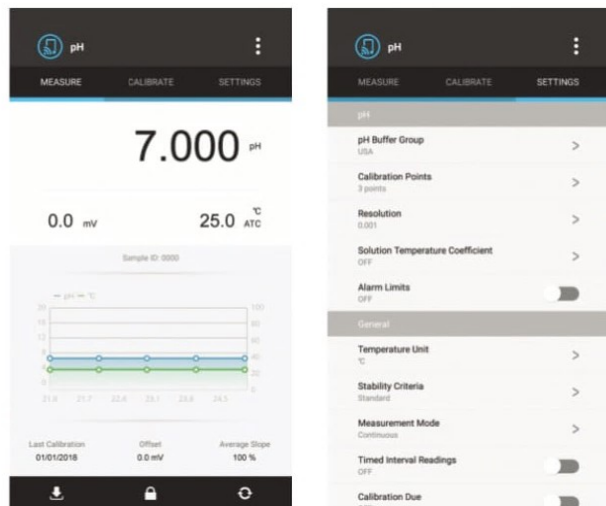 pH
MEASURE CALIBRATE SETTINGS
7.000 pH
0.0 mV
25.0 °C ATC
Sample ID: 0000
pH °C
20 100
80
12 60
40
20
0 0
21.6 21.7 22.4 23.1 23.8 24.5
Last Calibration Offset Average Slope
01/01/2018 0.0 mV 100 %
pH
MEASURE CALIBRATE SETTINGS
pH
pH Buffer Group
USA
>
Calibration Points
3 points
>
Resolution
0.001
>
Solution Temperature Coefficient
OFF
>
Alarm Limits
OFF
General
Temperature Unit
°C
>
Stability Criteria
Standard
>
Measurement Mode
Continuous
>
Timed Interval Readings
OFF
Calibration Due